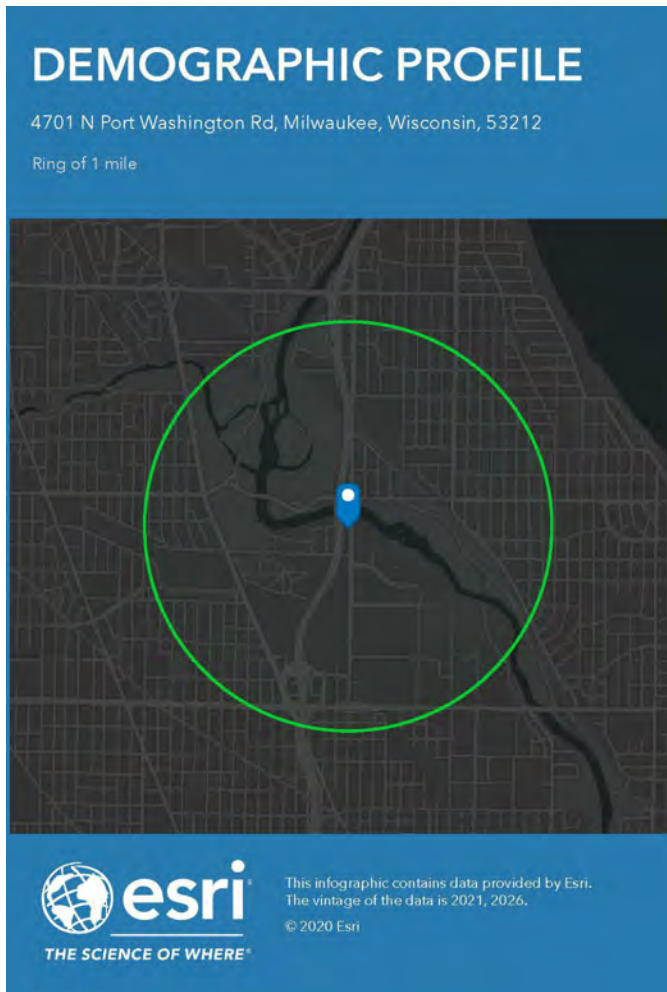 DEMOGRAPHIC PROFILE
4701 N Port Washington Rd, Milwaukee, Wisconsin, 53212
Ring of 1 mile
esri®
THE SCIENCE OF WHERE®
This infographic contains data provided by Esri.
The vintage of the data is 2021, 2026.
© 2020 Esri